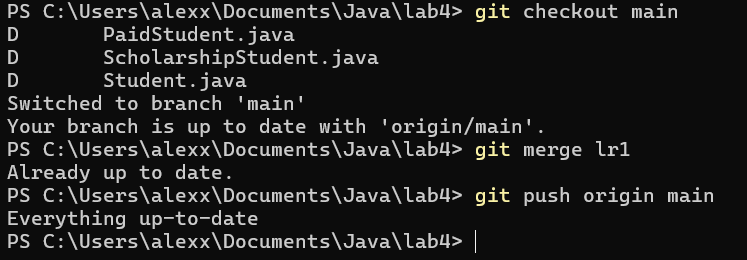 PS C:\Users\alexx\Documents\Java\lab4> git checkout main
D       PaidStudent.java
D       ScholarshipStudent.java
D       Student.java
Switched to branch 'main'
Your branch is up to date with 'origin/main'.
PS C:\Users\alexx\Documents\Java\lab4> git merge lr1
Already up to date.
PS C:\Users\alexx\Documents\Java\lab4> git push origin main
Everything up-to-date
PS C:\Users\alexx\Documents\Java\lab4>